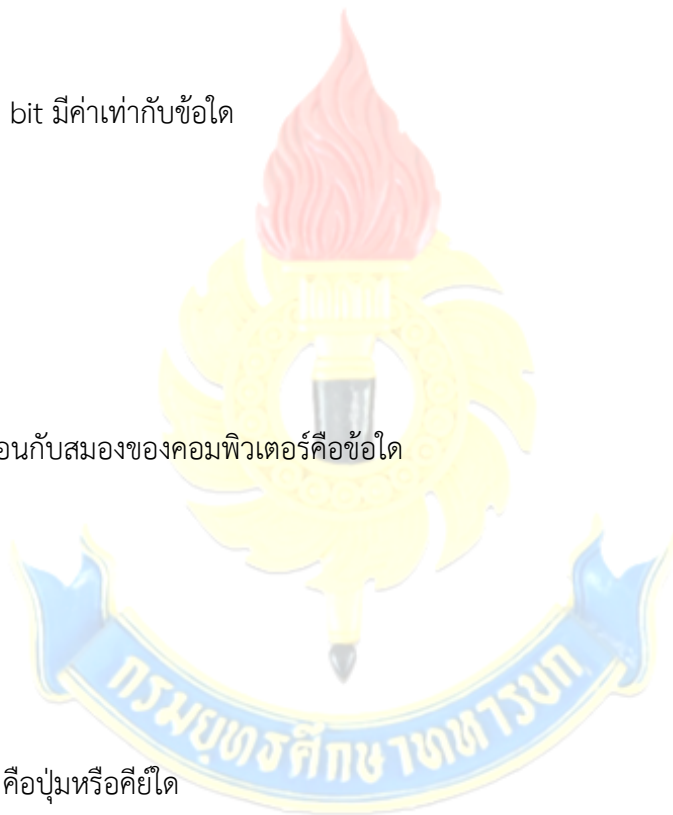 bit มีค่าเท่ากับข้อใด
อนกับสมองของคอมพิวเตอร์คือข้อใด
กรมยุทธศึกษาทหารบก
คือปุ่มหรือคีย์ใด